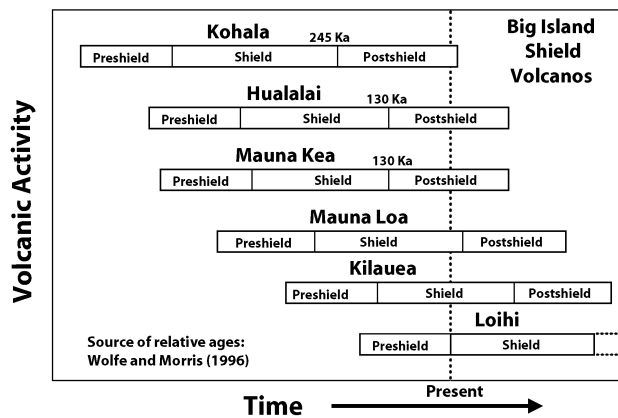 Big Island
Shield
Volcanos
Kohala
245 Ka
Preshield Shield Postshield
Hualalai
130 Ka
Preshield Shield Postshield
Mauna Kea
130 Ka
Preshield Shield Postshield
Mauna Loa
Preshield Shield Postshield
Kilauea
Preshield Shield Postshield
Loihi
Preshield Shield
Source of relative ages:
Wolfe and Morris (1996)
Volcanic Activity
Present
Time